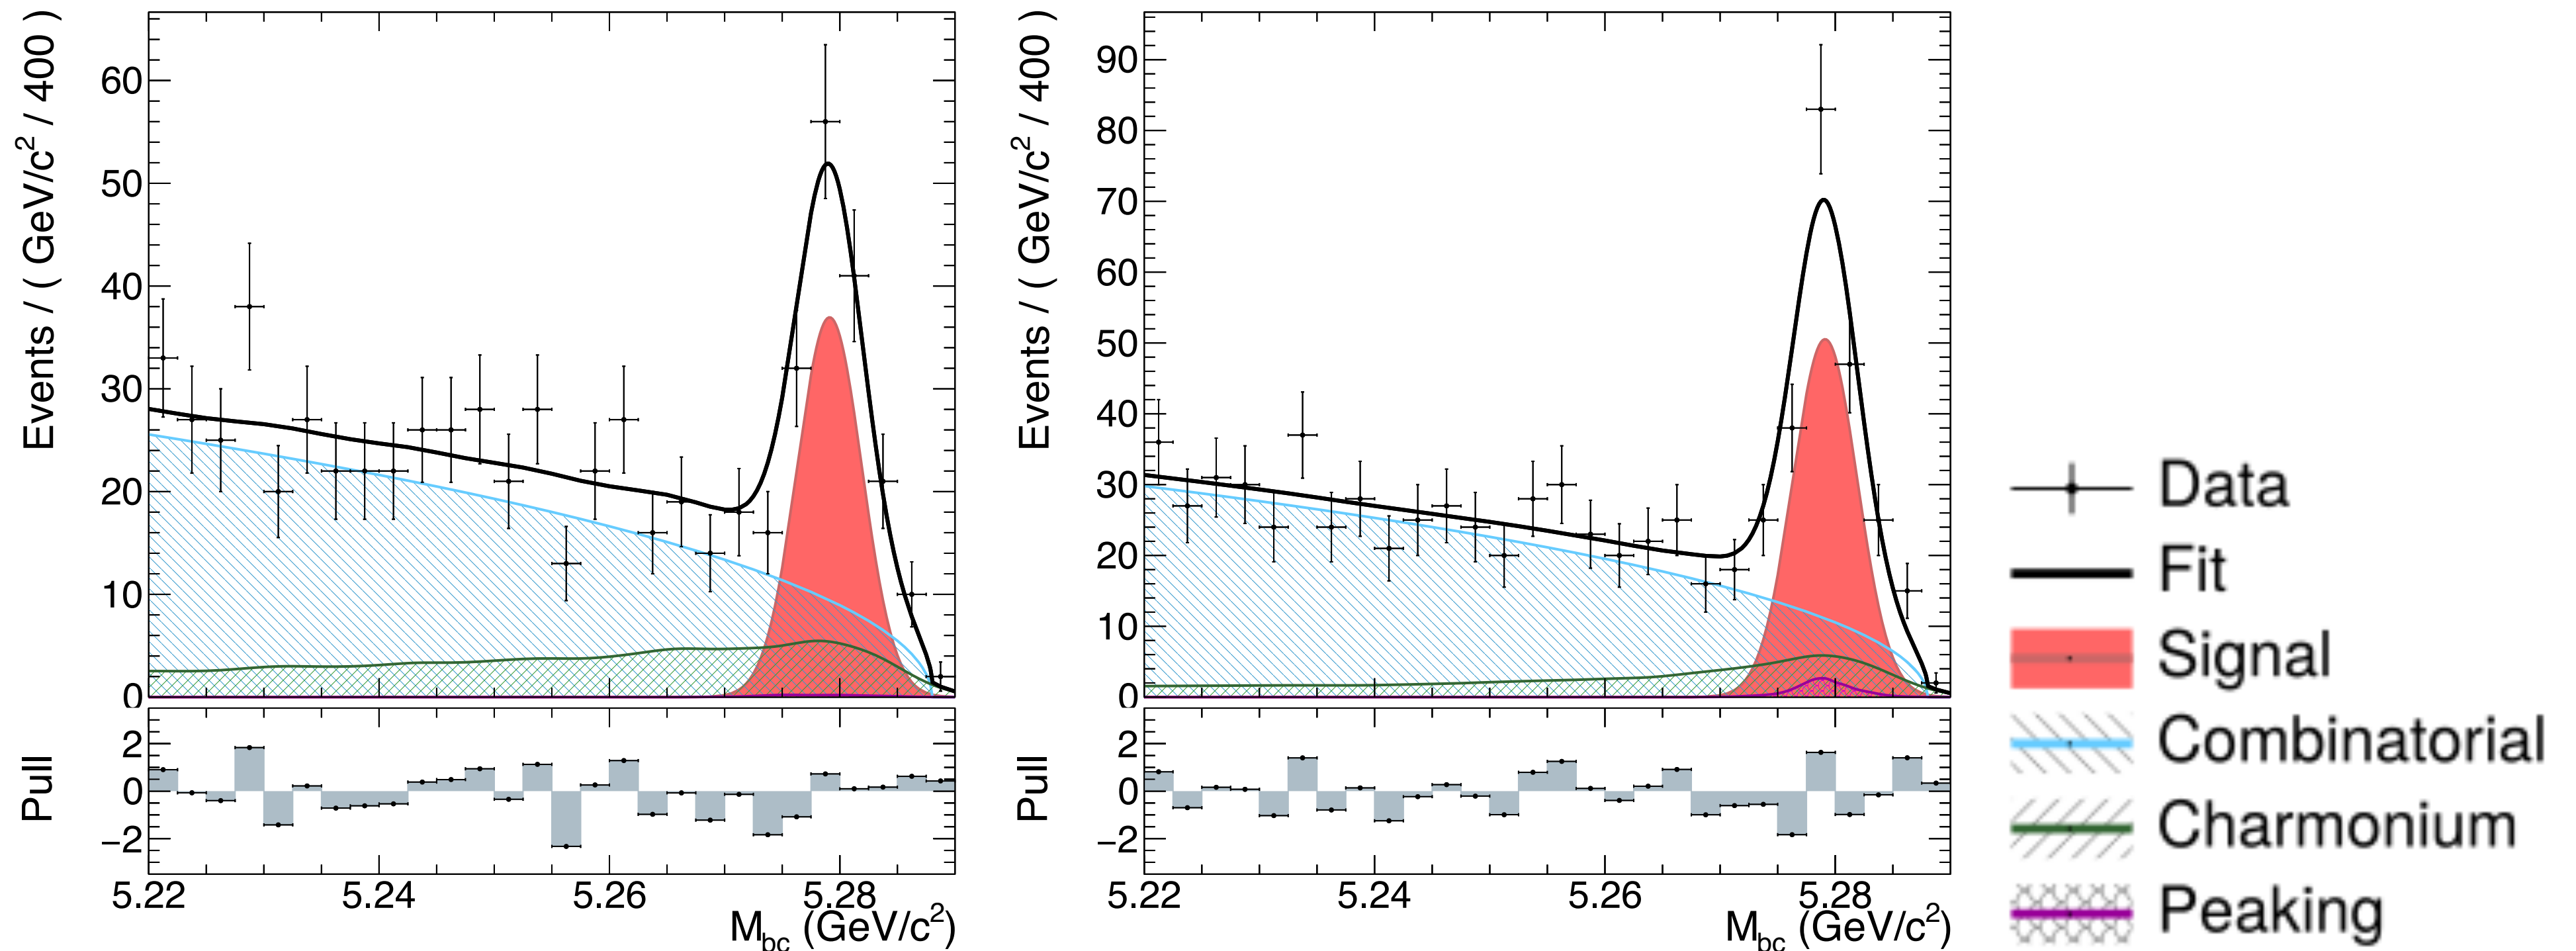 Events / ( GeV/c² / 400 )
60
50
40
30
20
10
0
Pull
2
0
−2
5.22 5.24 5.26 5.28
M_bc (GeV/c²)
Events / ( GeV/c² / 400 )
90
80
70
60
50
40
30
20
10
0
Pull
2
0
−2
5.22 5.24 5.26 5.28
M_bc (GeV/c²)
Data
Fit
Signal
Combinatorial
Charmonium
Peaking